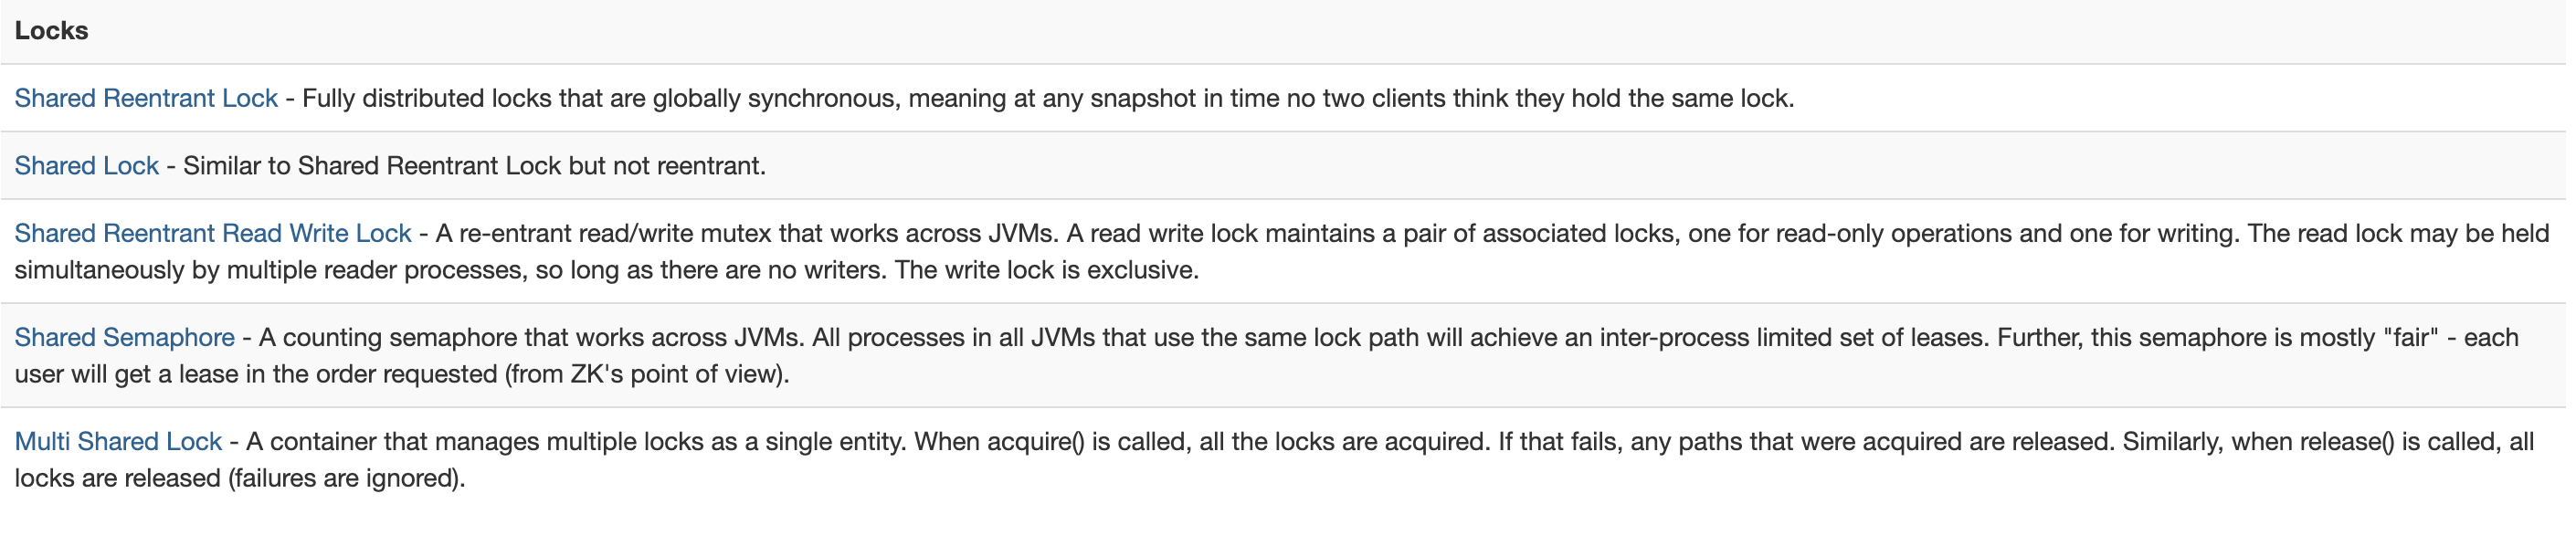 Locks
Shared Reentrant Lock - Fully distributed locks that are globally synchronous, meaning at any snapshot in time no two clients think they hold the same lock.
Shared Lock - Similar to Shared Reentrant Lock but not reentrant.
Shared Reentrant Read Write Lock - A re-entrant read/write mutex that works across JVMs. A read write lock maintains a pair of associated locks, one for read-only operations and one for writing. The read lock may be held
simultaneously by multiple reader processes, so long as there are no writers. The write lock is exclusive.
Shared Semaphore - A counting semaphore that works across JVMs. All processes in all JVMs that use the same lock path will achieve an inter-process limited set of leases. Further, this semaphore is mostly "fair" - each
user will get a lease in the order requested (from ZK's point of view).
Multi Shared Lock - A container that manages multiple locks as a single entity. When acquire() is called, all the locks are acquired. If that fails, any paths that were acquired are released. Similarly, when release() is called, all
locks are released (failures are ignored).